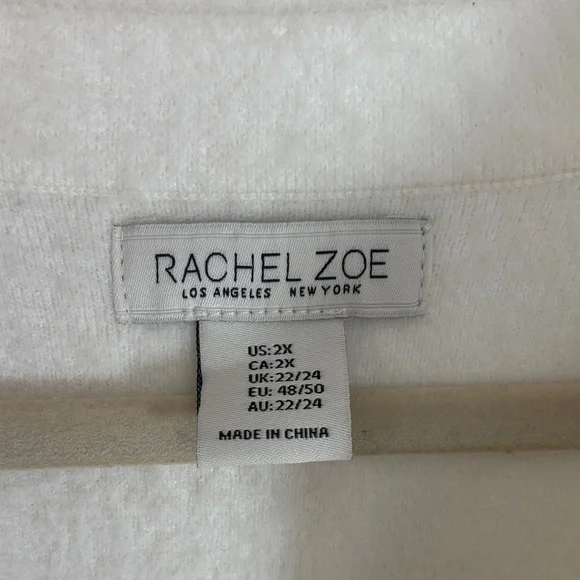 RACHEL ZOE
LOS ANGELES NEW YORK
US:2X
CA:2X
UK:22/24
EU: 48/50
AU:22/24
MADE IN CHINA